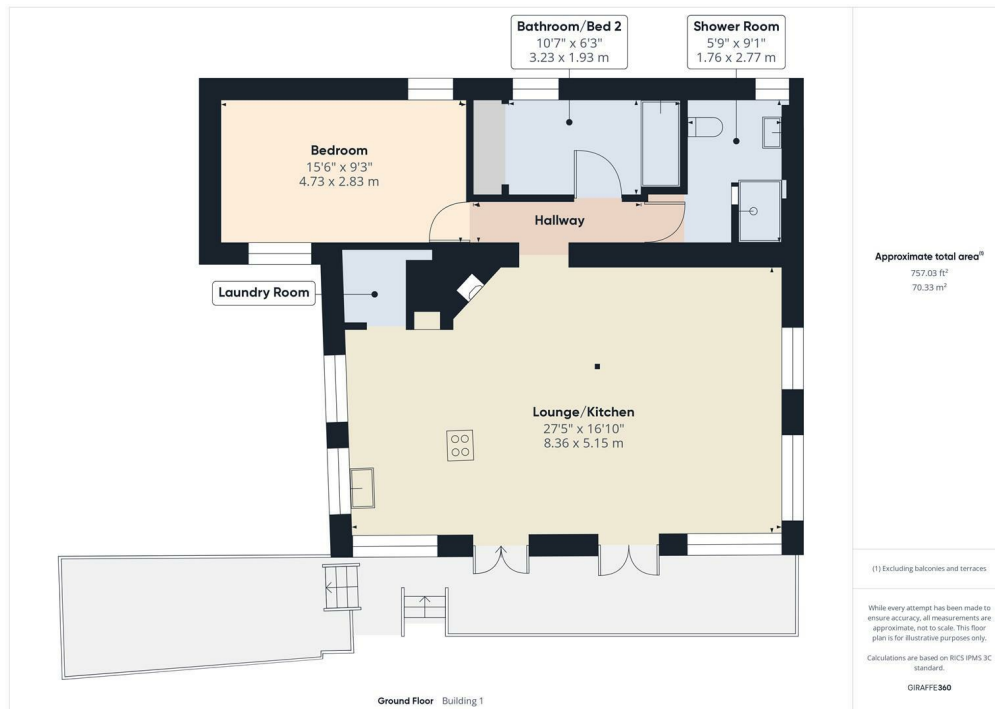 Bathroom/Bed 2
10'7" x 6'3"
3.23 x 1.93 m
Shower Room
5'9" x 9'1"
1.76 x 2.77 m
Bedroom
15'6" x 9'3"
4.73 x 2.83 m
Hallway
Laundry Room
Lounge/Kitchen
27'5" x 16'10"
8.36 x 5.15 m
Ground Floor Building 1
Approximate total area⁽¹⁾
757.03 ft²
70.33 m²
(1) Excluding balconies and terraces
While every attempt has been made to
ensure accuracy, all measurements are
approximate, not to scale. This floor
plan is for illustrative purposes only.
Calculations are based on RICS IPMS 3C
standard.
GIRAFFE360